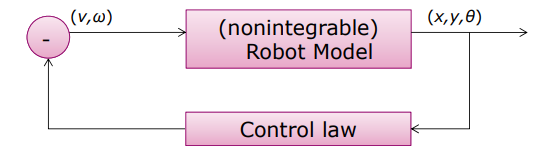 (v,ω)
(nonintegrable)
Robot Model
(x,y,θ)
-
Control law